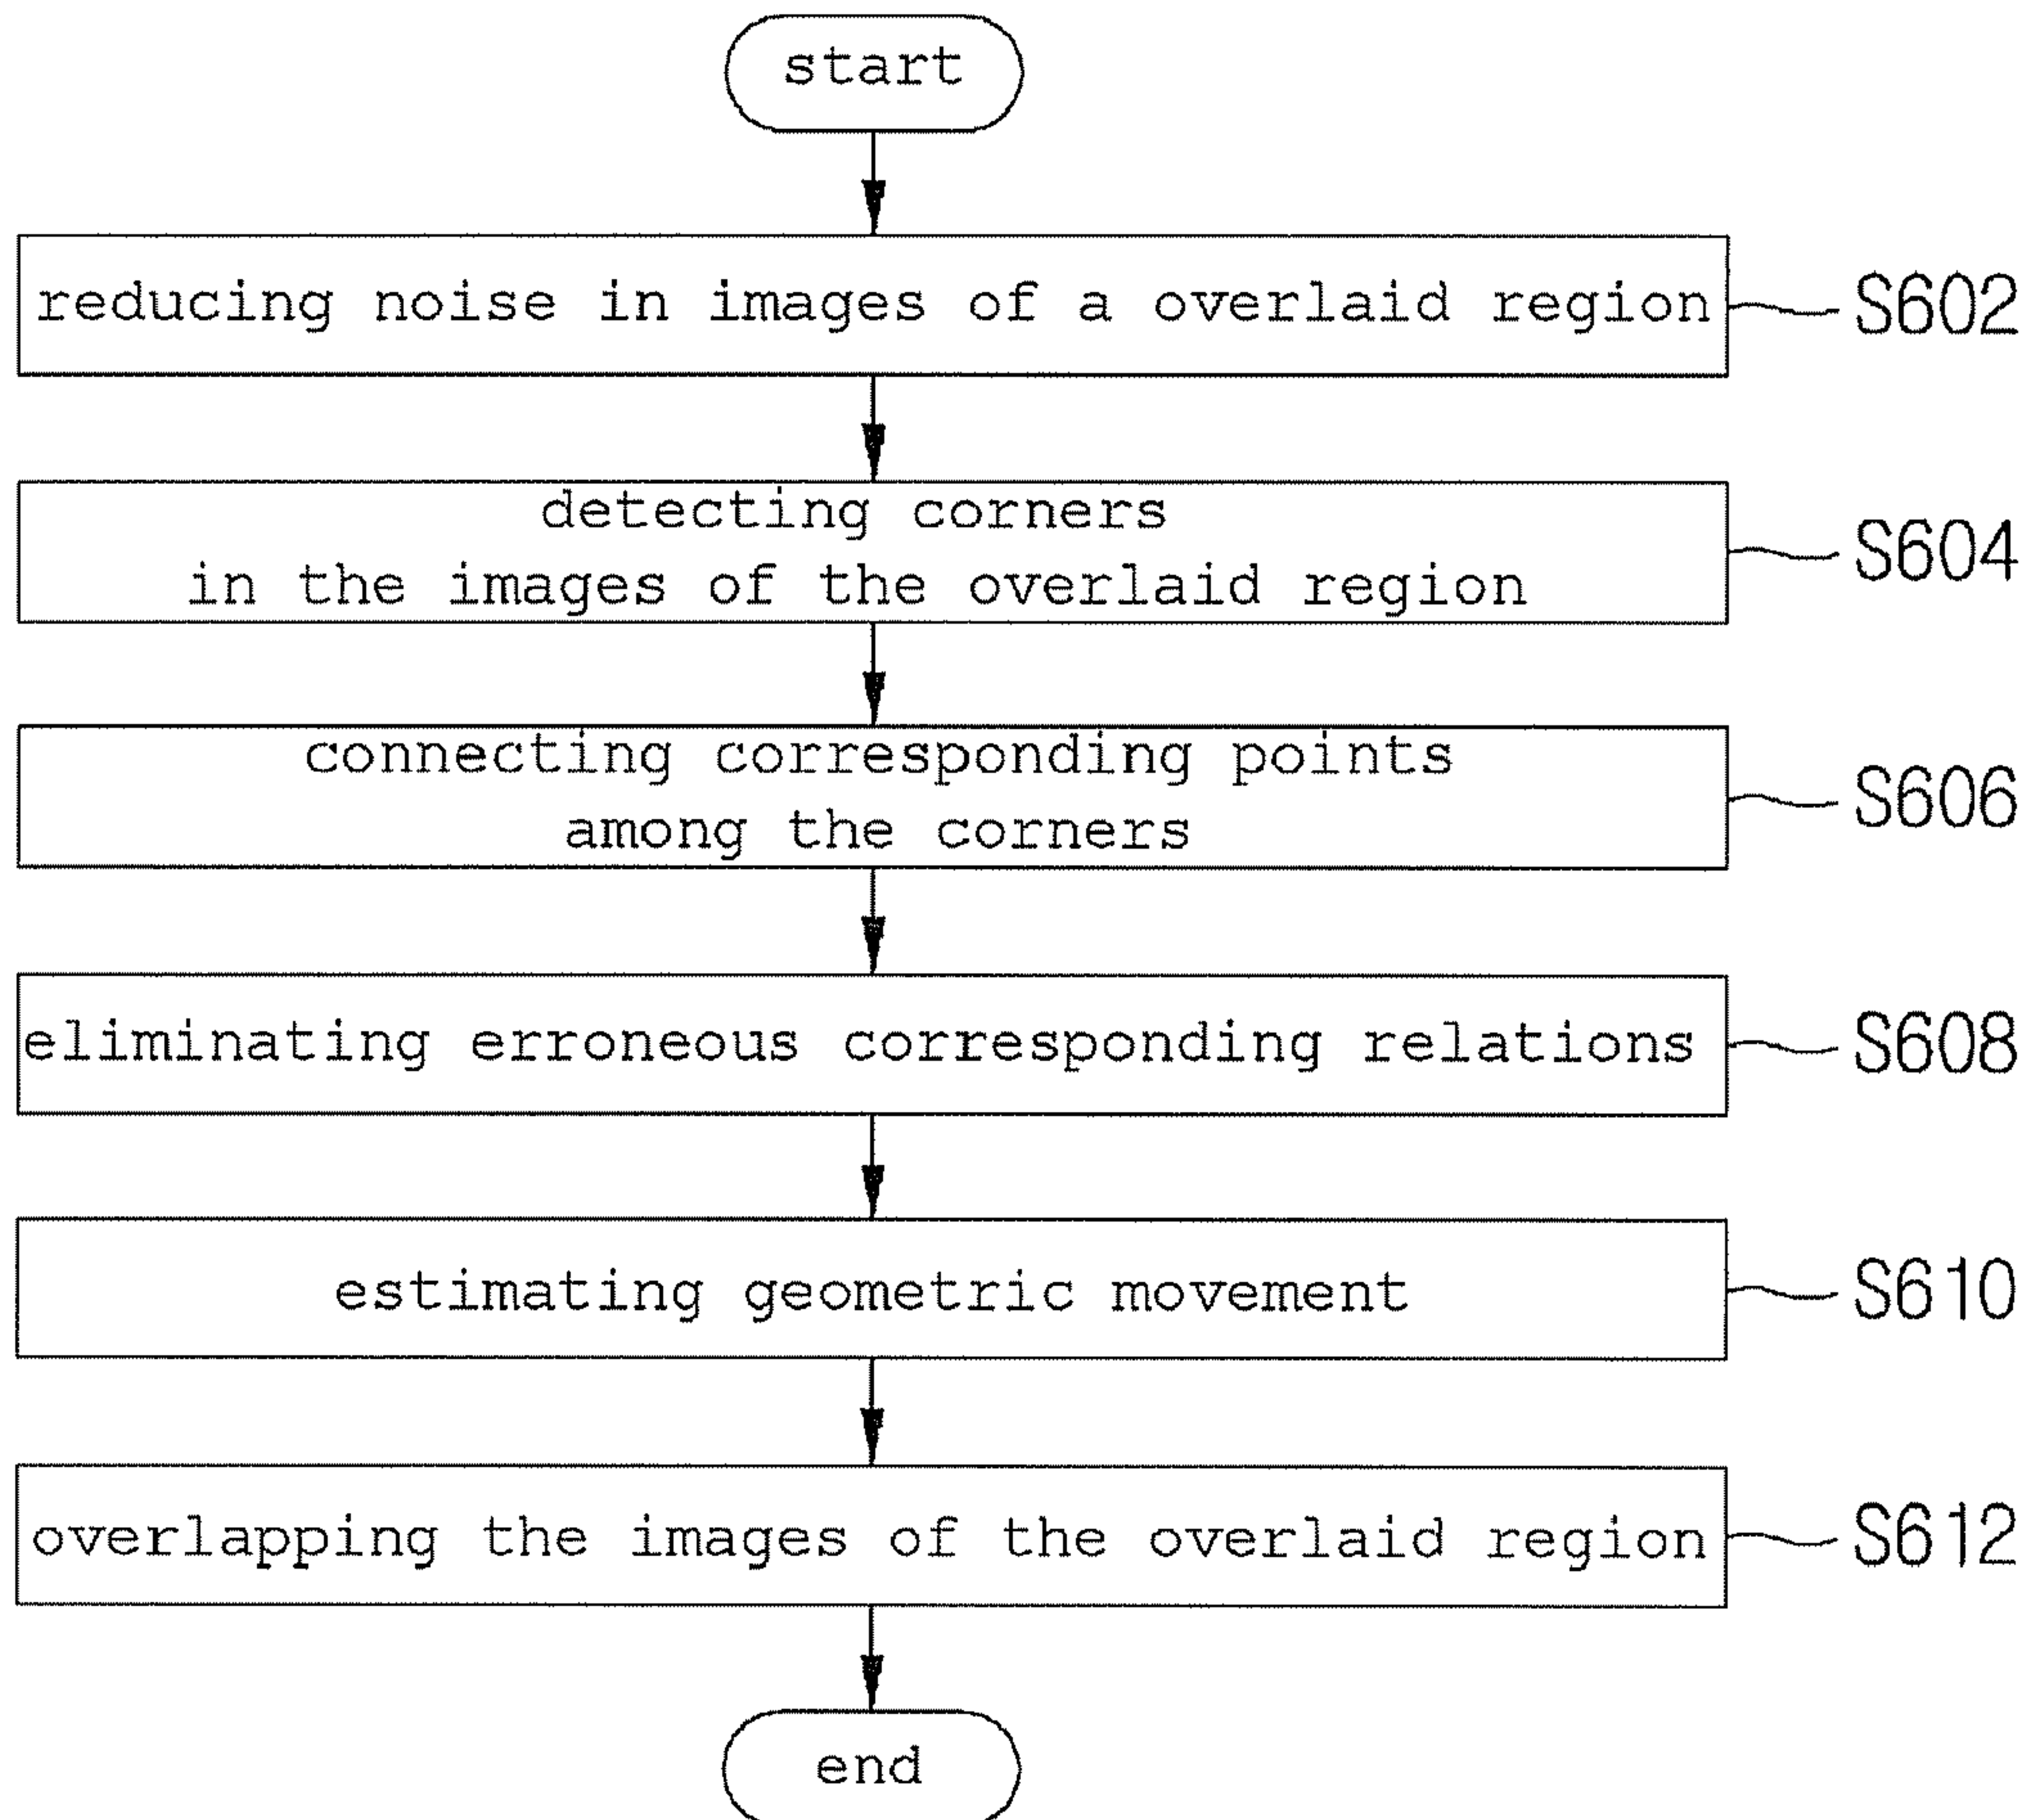 start
reducing noise in images of a overlaid region
S602
detecting corners
in the images of the overlaid region
S604
connecting corresponding points
among the corners
S606
eliminating erroneous corresponding relations
S608
estimating geometric movement
S610
overlapping the images of the overlaid region
S612
end